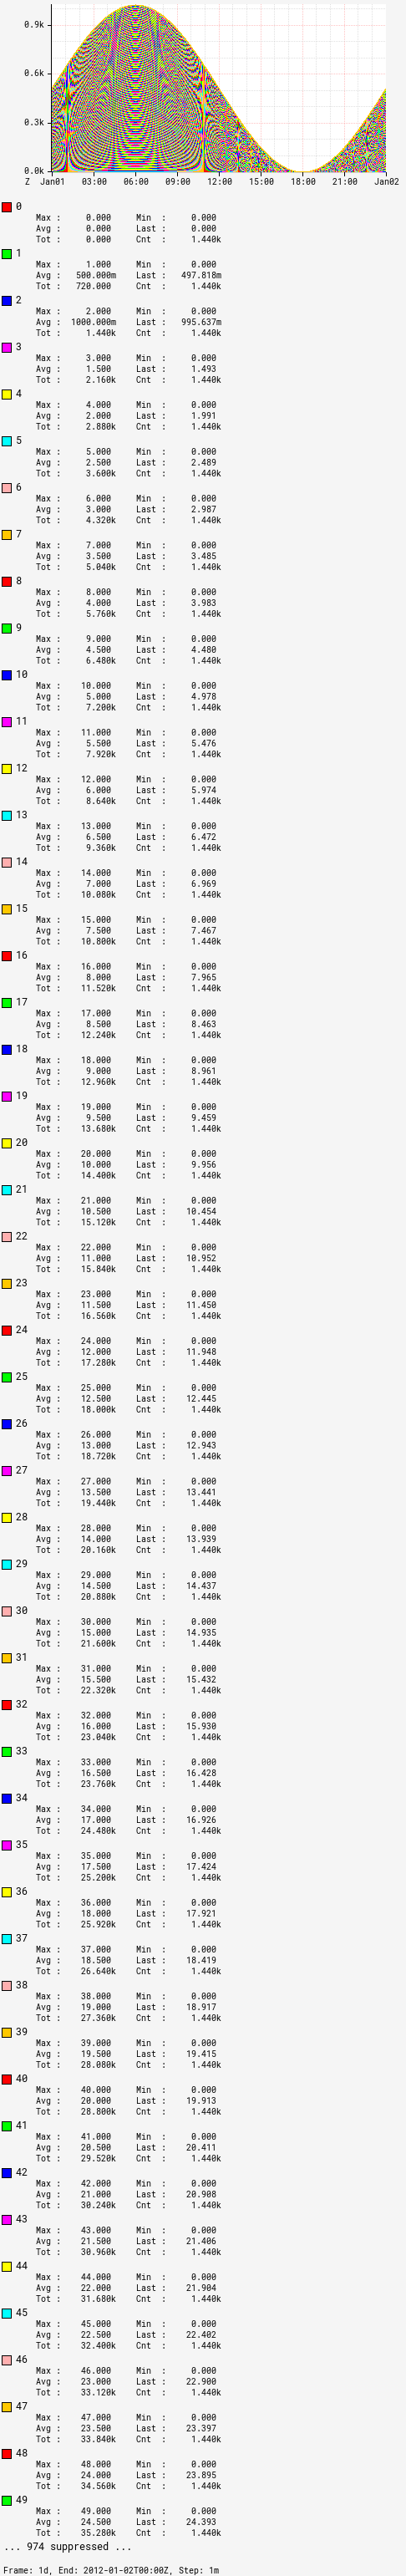 0.9k
0.6k
0.3k
0.0k
Z Jan01 03:00 06:00 09:00 12:00 15:00 18:00 21:00 Jan02
0
Max : 0.000 Min : 0.000
Avg : 0.000 Last : 0.000
Tot : 0.000 Cnt : 1.440k
1
Max : 1.000 Min : 0.000
Avg : 500.000m Last : 497.818m
Tot : 720.000 Cnt : 1.440k
2
Max : 2.000 Min : 0.000
Avg : 1000.000m Last : 995.637m
Tot : 1.440k Cnt : 1.440k
3
Max : 3.000 Min : 0.000
Avg : 1.500 Last : 1.493
Tot : 2.160k Cnt : 1.440k
4
Max : 4.000 Min : 0.000
Avg : 2.000 Last : 1.991
Tot : 2.880k Cnt : 1.440k
5
Max : 5.000 Min : 0.000
Avg : 2.500 Last : 2.489
Tot : 3.600k Cnt : 1.440k
6
Max : 6.000 Min : 0.000
Avg : 3.000 Last : 2.987
Tot : 4.320k Cnt : 1.440k
7
Max : 7.000 Min : 0.000
Avg : 3.500 Last : 3.485
Tot : 5.040k Cnt : 1.440k
8
Max : 8.000 Min : 0.000
Avg : 4.000 Last : 3.983
Tot : 5.760k Cnt : 1.440k
9
Max : 9.000 Min : 0.000
Avg : 4.500 Last : 4.480
Tot : 6.480k Cnt : 1.440k
10
Max : 10.000 Min : 0.000
Avg : 5.000 Last : 4.978
Tot : 7.200k Cnt : 1.440k
11
Max : 11.000 Min : 0.000
Avg : 5.500 Last : 5.476
Tot : 7.920k Cnt : 1.440k
12
Max : 12.000 Min : 0.000
Avg : 6.000 Last : 5.974
Tot : 8.640k Cnt : 1.440k
13
Max : 13.000 Min : 0.000
Avg : 6.500 Last : 6.472
Tot : 9.360k Cnt : 1.440k
14
Max : 14.000 Min : 0.000
Avg : 7.000 Last : 6.969
Tot : 10.080k Cnt : 1.440k
15
Max : 15.000 Min : 0.000
Avg : 7.500 Last : 7.467
Tot : 10.800k Cnt : 1.440k
16
Max : 16.000 Min : 0.000
Avg : 8.000 Last : 7.965
Tot : 11.520k Cnt : 1.440k
17
Max : 17.000 Min : 0.000
Avg : 8.500 Last : 8.463
Tot : 12.240k Cnt : 1.440k
18
Max : 18.000 Min : 0.000
Avg : 9.000 Last : 8.961
Tot : 12.960k Cnt : 1.440k
19
Max : 19.000 Min : 0.000
Avg : 9.500 Last : 9.459
Tot : 13.680k Cnt : 1.440k
20
Max : 20.000 Min : 0.000
Avg : 10.000 Last : 9.956
Tot : 14.400k Cnt : 1.440k
21
Max : 21.000 Min : 0.000
Avg : 10.500 Last : 10.454
Tot : 15.120k Cnt : 1.440k
22
Max : 22.000 Min : 0.000
Avg : 11.000 Last : 10.952
Tot : 15.840k Cnt : 1.440k
23
Max : 23.000 Min : 0.000
Avg : 11.500 Last : 11.450
Tot : 16.560k Cnt : 1.440k
24
Max : 24.000 Min : 0.000
Avg : 12.000 Last : 11.948
Tot : 17.280k Cnt : 1.440k
25
Max : 25.000 Min : 0.000
Avg : 12.500 Last : 12.445
Tot : 18.000k Cnt : 1.440k
26
Max : 26.000 Min : 0.000
Avg : 13.000 Last : 12.943
Tot : 18.720k Cnt : 1.440k
27
Max : 27.000 Min : 0.000
Avg : 13.500 Last : 13.441
Tot : 19.440k Cnt : 1.440k
28
Max : 28.000 Min : 0.000
Avg : 14.000 Last : 13.939
Tot : 20.160k Cnt : 1.440k
29
Max : 29.000 Min : 0.000
Avg : 14.500 Last : 14.437
Tot : 20.880k Cnt : 1.440k
30
Max : 30.000 Min : 0.000
Avg : 15.000 Last : 14.935
Tot : 21.600k Cnt : 1.440k
31
Max : 31.000 Min : 0.000
Avg : 15.500 Last : 15.432
Tot : 22.320k Cnt : 1.440k
32
Max : 32.000 Min : 0.000
Avg : 16.000 Last : 15.930
Tot : 23.040k Cnt : 1.440k
33
Max : 33.000 Min : 0.000
Avg : 16.500 Last : 16.428
Tot : 23.760k Cnt : 1.440k
34
Max : 34.000 Min : 0.000
Avg : 17.000 Last : 16.926
Tot : 24.480k Cnt : 1.440k
35
Max : 35.000 Min : 0.000
Avg : 17.500 Last : 17.424
Tot : 25.200k Cnt : 1.440k
36
Max : 36.000 Min : 0.000
Avg : 18.000 Last : 17.921
Tot : 25.920k Cnt : 1.440k
37
Max : 37.000 Min : 0.000
Avg : 18.500 Last : 18.419
Tot : 26.640k Cnt : 1.440k
38
Max : 38.000 Min : 0.000
Avg : 19.000 Last : 18.917
Tot : 27.360k Cnt : 1.440k
39
Max : 39.000 Min : 0.000
Avg : 19.500 Last : 19.415
Tot : 28.080k Cnt : 1.440k
40
Max : 40.000 Min : 0.000
Avg : 20.000 Last : 19.913
Tot : 28.800k Cnt : 1.440k
41
Max : 41.000 Min : 0.000
Avg : 20.500 Last : 20.411
Tot : 29.520k Cnt : 1.440k
42
Max : 42.000 Min : 0.000
Avg : 21.000 Last : 20.908
Tot : 30.240k Cnt : 1.440k
43
Max : 43.000 Min : 0.000
Avg : 21.500 Last : 21.406
Tot : 30.960k Cnt : 1.440k
44
Max : 44.000 Min : 0.000
Avg : 22.000 Last : 21.904
Tot : 31.680k Cnt : 1.440k
45
Max : 45.000 Min : 0.000
Avg : 22.500 Last : 22.402
Tot : 32.400k Cnt : 1.440k
46
Max : 46.000 Min : 0.000
Avg : 23.000 Last : 22.900
Tot : 33.120k Cnt : 1.440k
47
Max : 47.000 Min : 0.000
Avg : 23.500 Last : 23.397
Tot : 33.840k Cnt : 1.440k
48
Max : 48.000 Min : 0.000
Avg : 24.000 Last : 23.895
Tot : 34.560k Cnt : 1.440k
49
Max : 49.000 Min : 0.000
Avg : 24.500 Last : 24.393
Tot : 35.280k Cnt : 1.440k
... 974 suppressed ...
Frame: 1d, End: 2012-01-02T00:00Z, Step: 1m